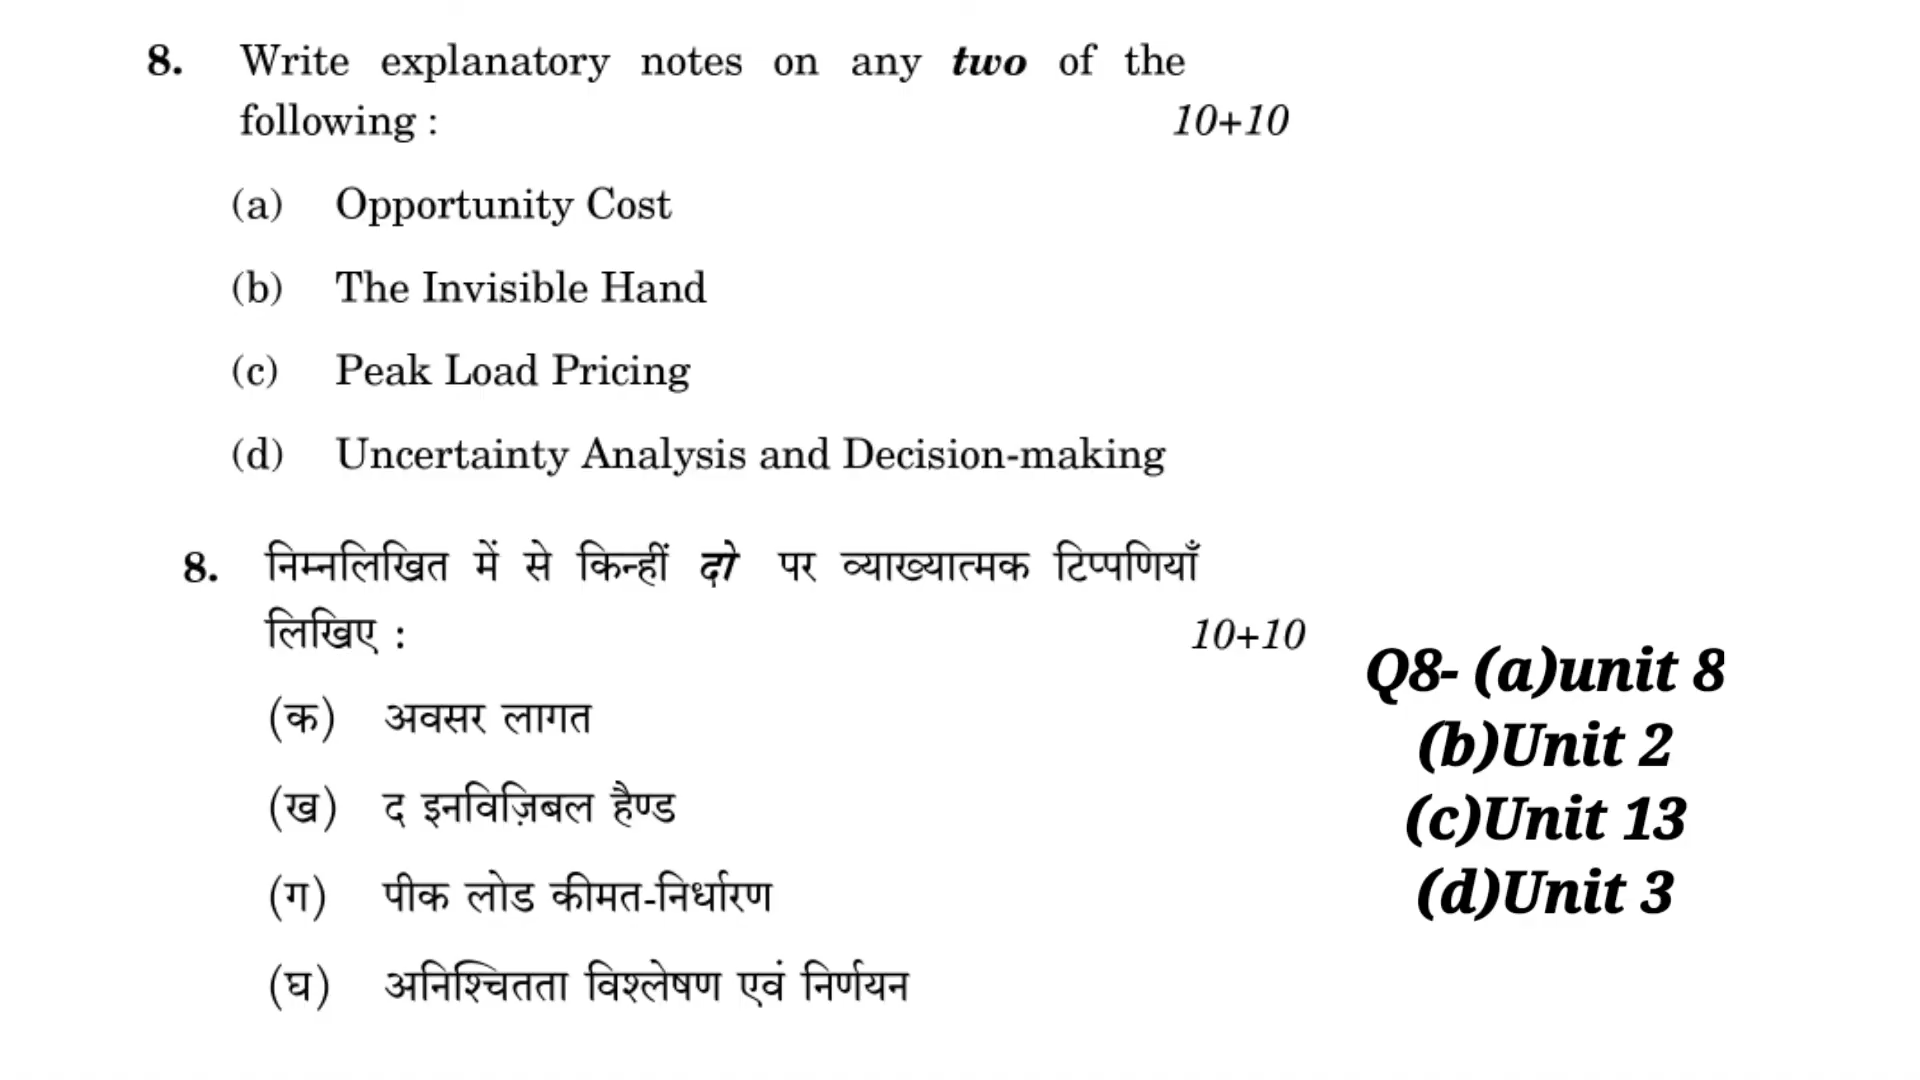 8. Write explanatory notes on any two of the
following : 10+10
(a) Opportunity Cost
(b) The Invisible Hand
(c) Peak Load Pricing
(d) Uncertainty Analysis and Decision-making
8. निम्नलिखित में से किन्हीं दो पर व्याख्यात्मक टिप्पणियाँ
लिखिए : 10+10
(क) अवसर लागत
(ख) द इनविज़िबल हैण्ड
(ग) पीक लोड कीमत-निर्धारण
(घ) अनिश्चितता विश्लेषण एवं निर्णयन
Q8- (a)unit 8
(b)Unit 2
(c)Unit 13
(d)Unit 3